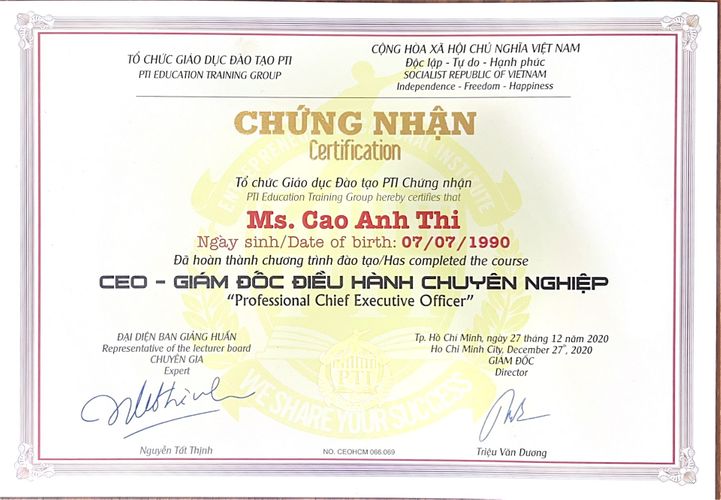 TỔ CHỨC GIÁO DỤC ĐÀO TẠO PTI
PTI EDUCATION TRAINING GROUP
CỘNG HÒA XÃ HỘI CHỦ NGHĨA VIỆT NAM
Độc lập - Tự do - Hạnh phúc
SOCIALIST REPUBLIC OF VIETNAM
Independence - Freedom - Happiness
CHỨNG NHẬN
Certification
Tổ chức Giáo dục Đào tạo PTI Chứng nhận
PTI Education Training Group hereby certifies that
Ms. Cao Anh Thi
Ngày sinh/Date of birth: 07/07/1990
Đã hoàn thành chương trình đào tạo/Has completed the course
CEO - GIÁM ĐỐC ĐIỀU HÀNH CHUYÊN NGHIỆP
“Professional Chief Executive Officer”
ĐẠI DIỆN BAN GIẢNG HUẤN
Representative of the lecturer board
CHUYÊN GIA
Expert
Nguyễn Tất Thịnh
Tp. Hồ Chí Minh, ngày 27 tháng 12 năm 2020
Ho Chi Minh City, December 27th, 2020
GIÁM ĐỐC
Director
Triệu Văn Dương
PTI
WE SHARE YOUR SUCCESS
NO. CEOHCM 066.069